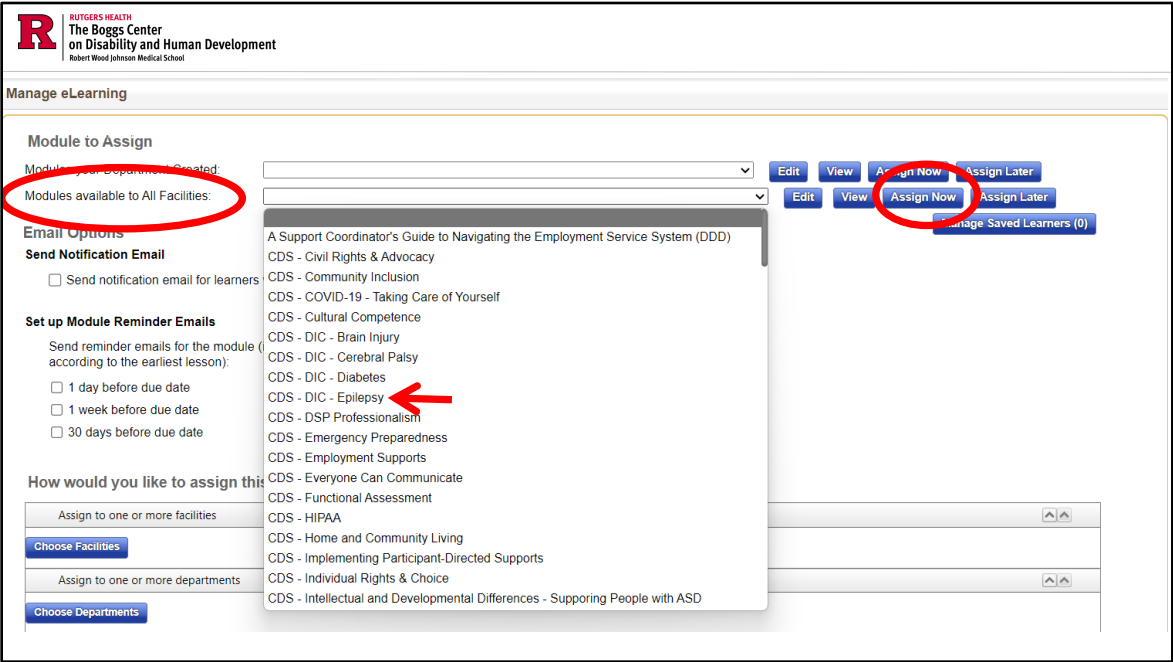 R
RUTGERS HEALTH
The Boggs Center
on Disability and Human Development
Robert Wood Johnson Medical School
Manage eLearning
Module to Assign
Modules your Department Created:
Edit View Assign Now Assign Later
Modules available to All Facilities:
Edit View Assign Now Assign Later
Manage Saved Learners (0)
Email Options
Send Notification Email
Send notification email for learners
Set up Module Reminder Emails
Send reminder emails for the module (
according to the earliest lesson):
1 day before due date
1 week before due date
30 days before due date
A Support Coordinator's Guide to Navigating the Employment Service System (DDD)
CDS - Civil Rights & Advocacy
CDS - Community Inclusion
CDS - COVID-19 - Taking Care of Yourself
CDS - Cultural Competence
CDS - DIC - Brain Injury
CDS - DIC - Cerebral Palsy
CDS - DIC - Diabetes
CDS - DIC - Epilepsy
CDS - DSP Professionalism
CDS - Emergency Preparedness
CDS - Employment Supports
CDS - Everyone Can Communicate
CDS - Functional Assessment
CDS - HIPAA
CDS - Home and Community Living
CDS - Implementing Participant-Directed Supports
CDS - Individual Rights & Choice
CDS - Intellectual and Developmental Differences - Supporing People with ASD
How would you like to assign this
Assign to one or more facilities
Choose Facilities
Assign to one or more departments
Choose Departments